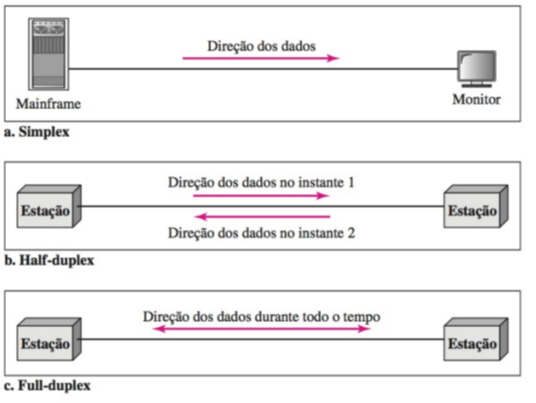 Direção dos dados
Mainframe
Monitor
a. Simplex
Direção dos dados no instante 1
Estação
Estação
Direção dos dados no instante 2
b. Half-duplex
Direção dos dados durante todo o tempo
Estação
Estação
c. Full-duplex